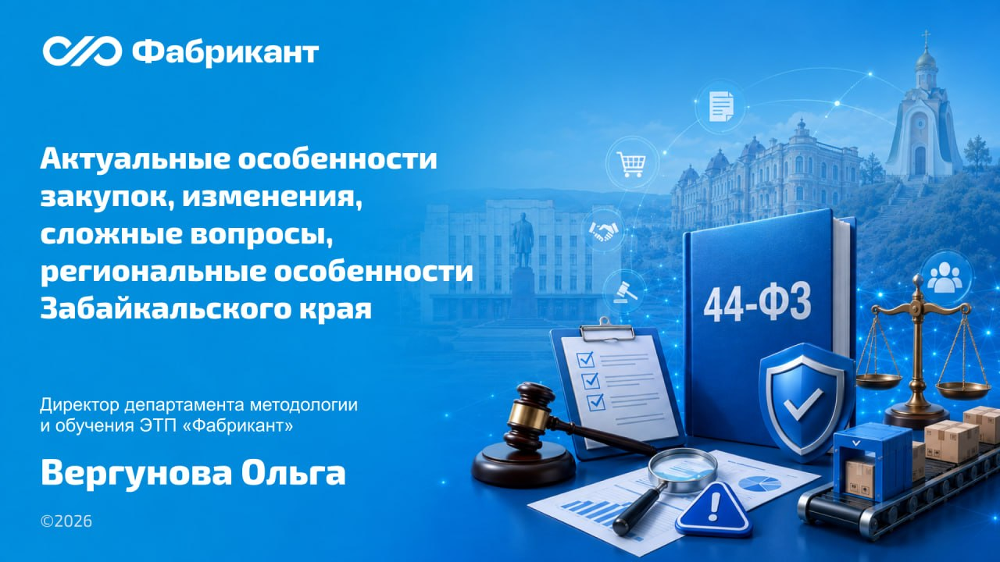 Фабрикант
Актуальные особенности
закупок, изменения,
сложные вопросы,
региональные особенности
Забайкальского края
44-ФЗ
Директор департамента методологии
и обучения ЭТП «Фабрикант»
Вергунова Ольга
©2026